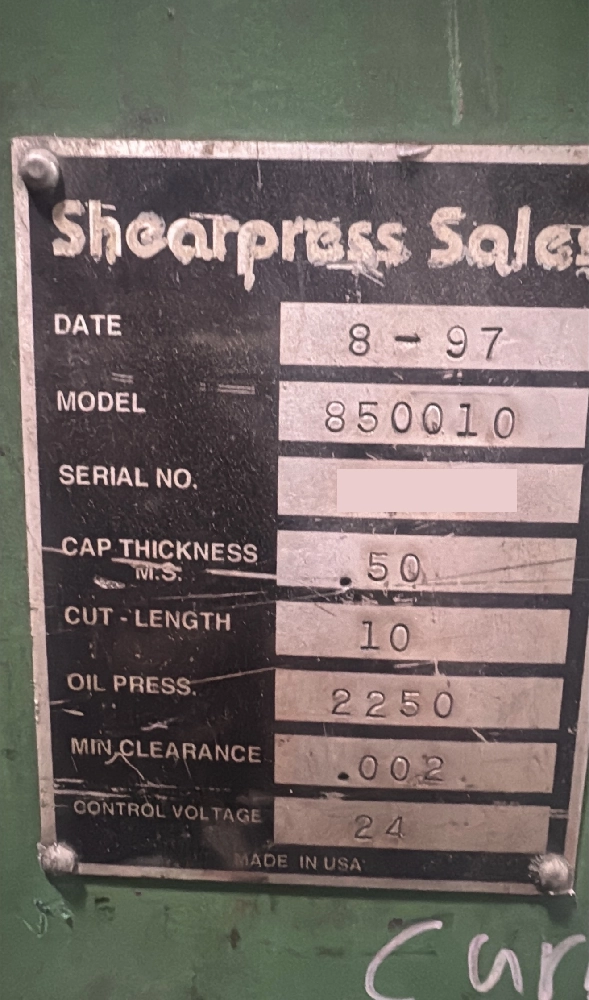 Shearpress Sales
DATE 8-97
MODEL 850010
SERIAL NO.
CAP THICKNESS .50
M.S.
CUT-LENGTH 10
OIL PRESS. 2250
MIN. CLEARANCE .002
CONTROL VOLTAGE 24
MADE IN USA